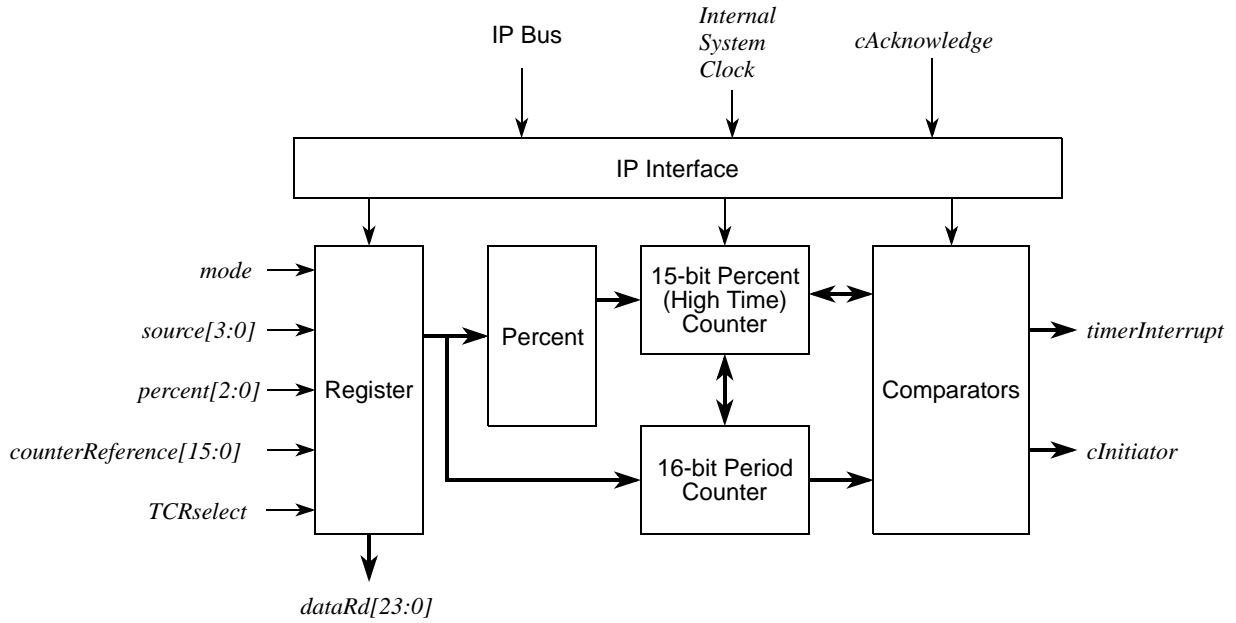 IP Bus
Internal
System
Clock
cAcknowledge
IP Interface
mode
source[3:0]
percent[2:0]
counterReference[15:0]
TCRselect
Register
Percent
15-bit Percent
(High Time)
Counter
16-bit Period
Counter
Comparators
timerInterrupt
cInitiator
dataRd[23:0]